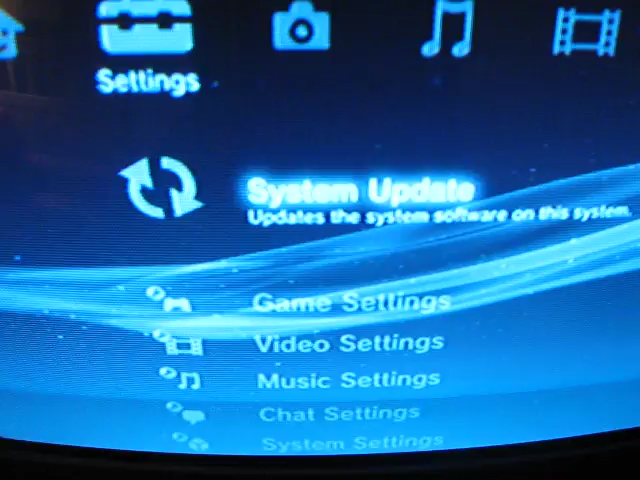 Settings
System Update
Updates the system software on this system.
Game Settings
Video Settings
Music Settings
Chat Settings
System Settings